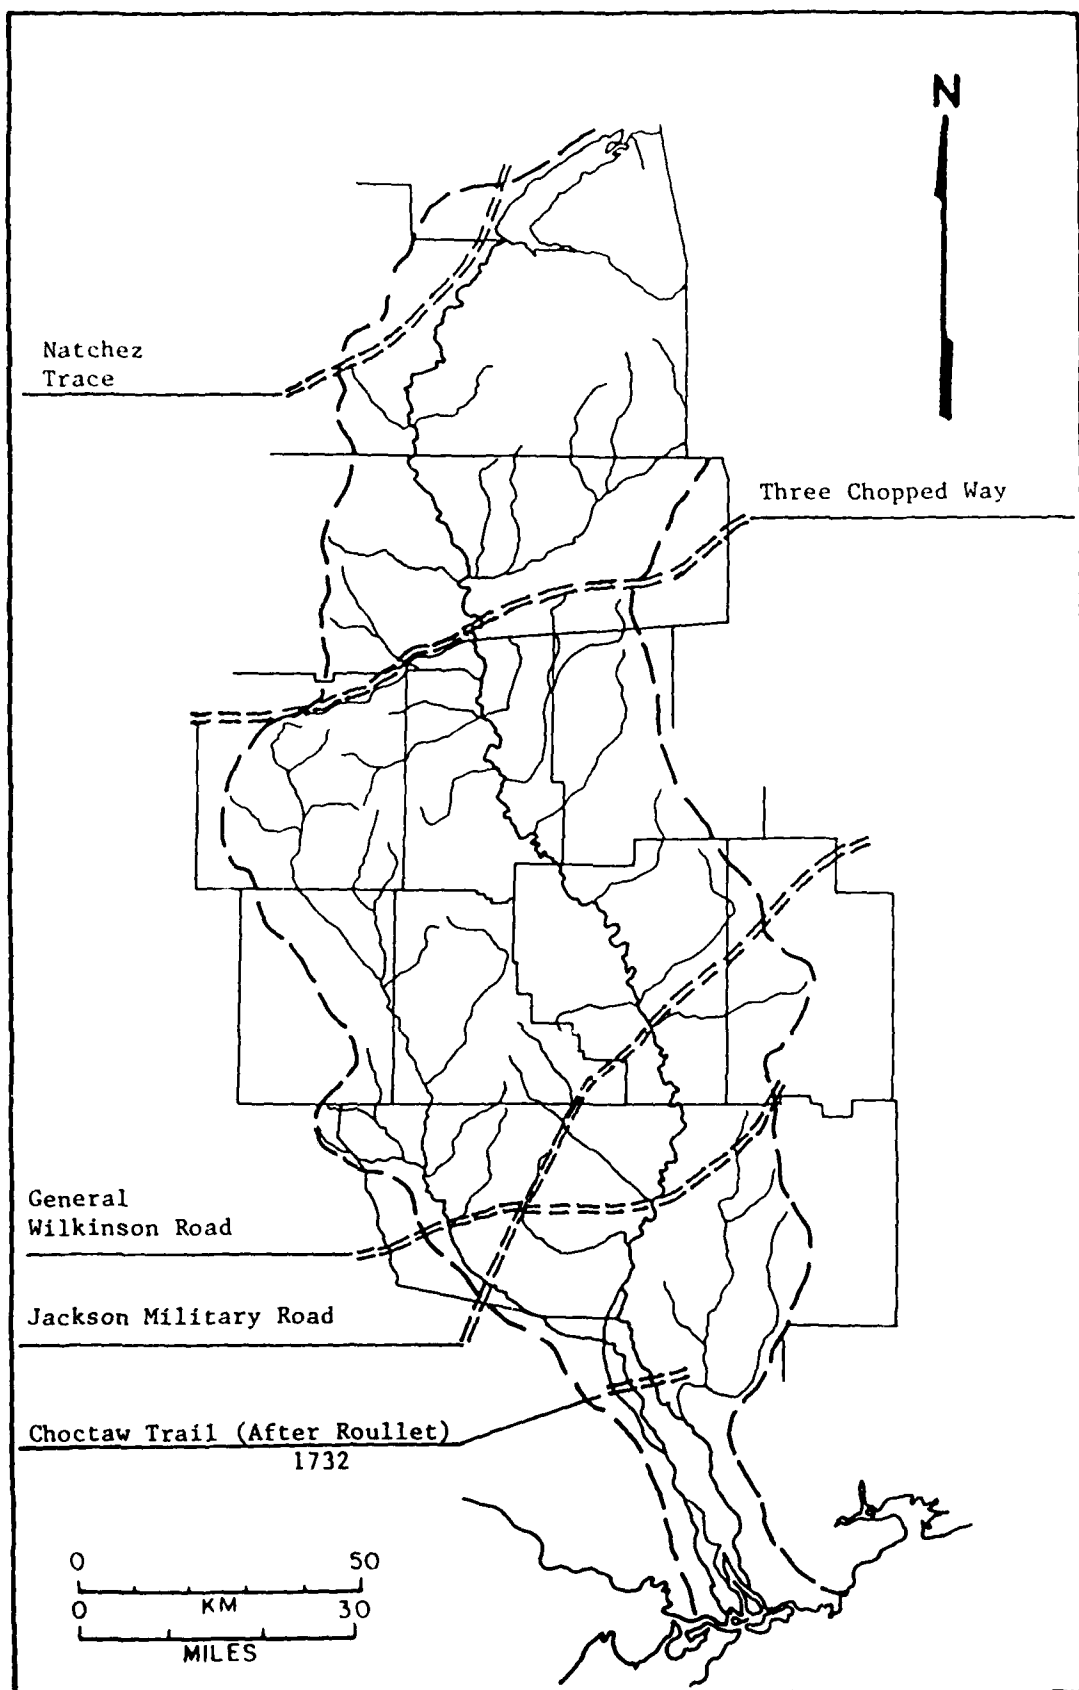 N
Natchez
Trace
Three Chopped Way
General
Wilkinson Road
Jackson Military Road
Choctaw Trail (After Roullet)
1732
0 50
KM
0 30
MILES